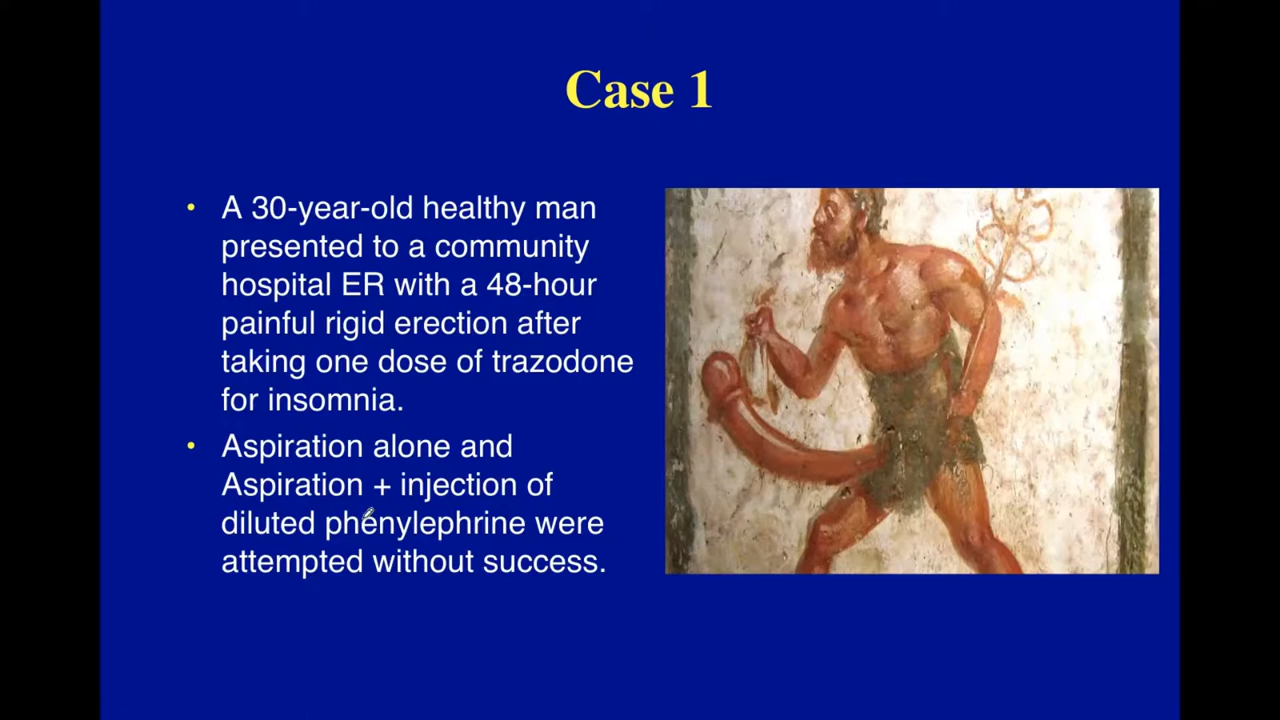 Case 1
• A 30-year-old healthy man
presented to a community
hospital ER with a 48-hour
painful rigid erection after
taking one dose of trazodone
for insomnia.
• Aspiration alone and
Aspiration + injection of
diluted phenylephrine were
attempted without success.